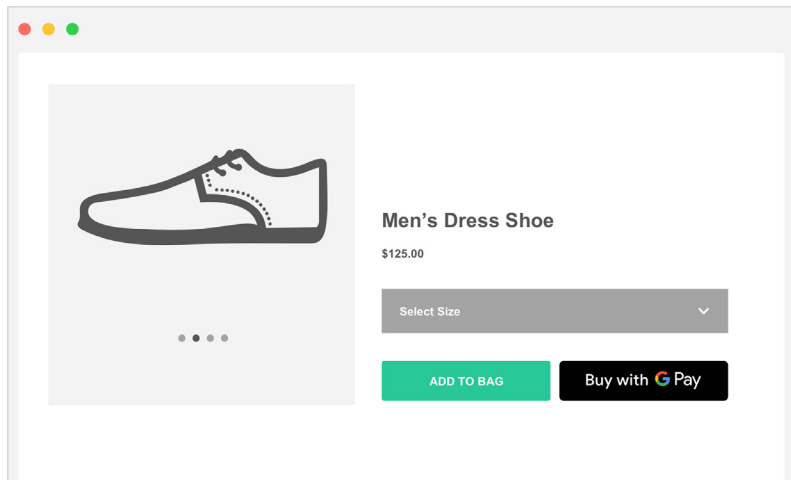 Men’s Dress Shoe
$125.00
Select Size
ADD TO BAG
Buy with G Pay